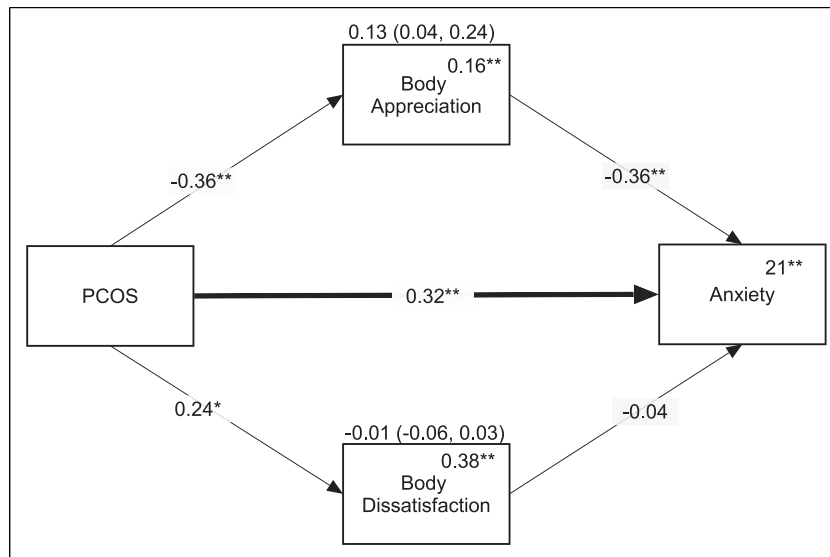 0.13 (0.04, 0.24)
0.16**
Body
Appreciation
-0.36**
-0.36**
PCOS
0.32**
21**
Anxiety
0.24*
-0.04
-0.01 (-0.06, 0.03)
0.38**
Body
Dissatisfaction